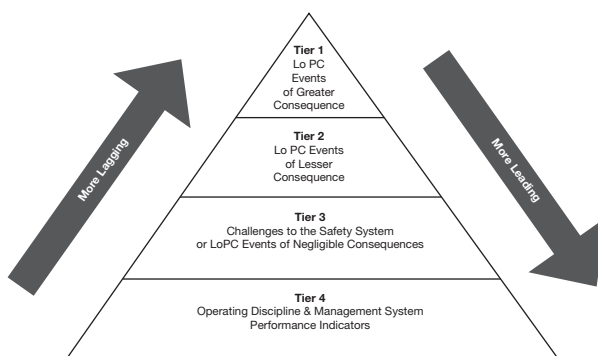 Tier 1
Lo PC
Events
of Greater
Consequence
Tier 2
Lo PC Events
of Lesser
Consequence
Tier 3
Challenges to the Safety System
or LoPC Events of Negligible Consequences
Tier 4
Operating Discipline & Management System
Performance Indicators
More Lagging
More Leading